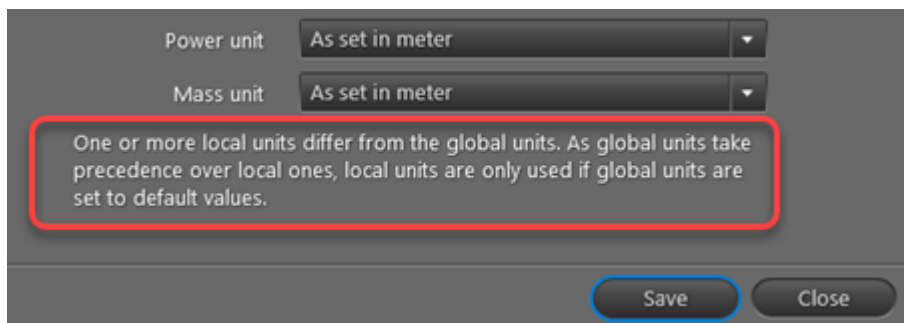 Power unit As set in meter
Mass unit As set in meter
One or more local units differ from the global units. As global units take
precedence over local ones, local units are only used if global units are
set to default values.
Save Close